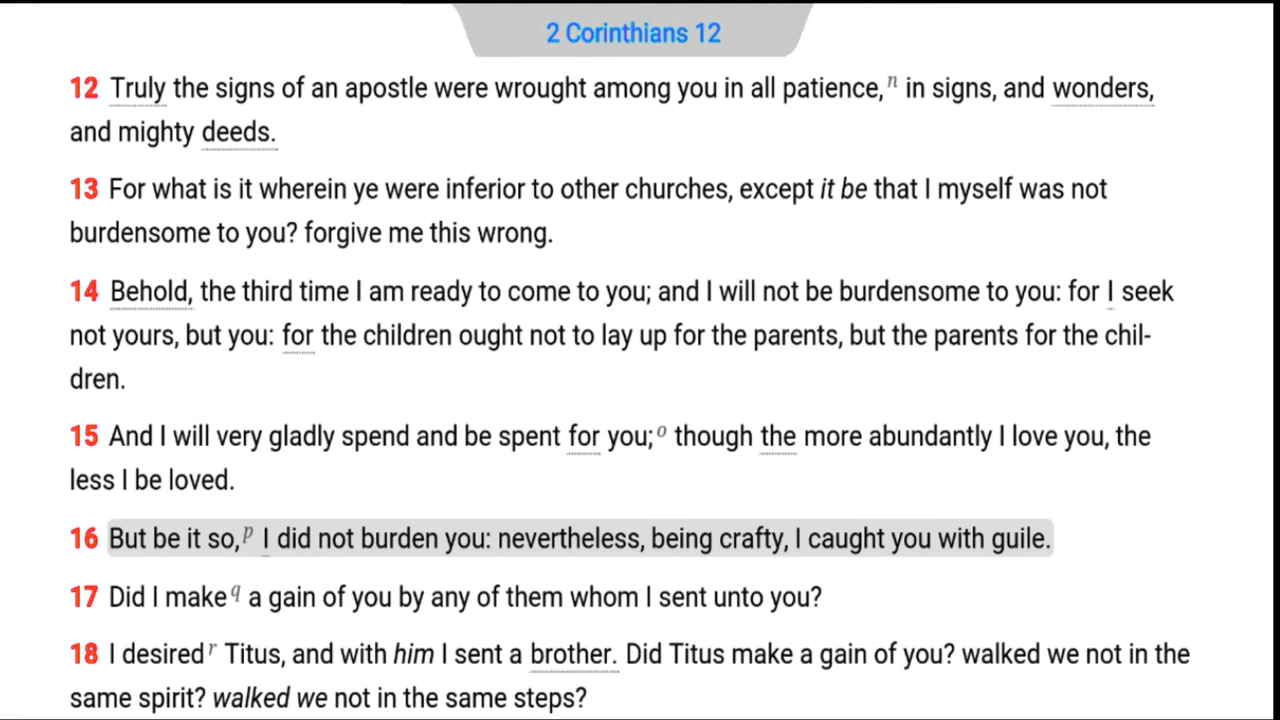 2 Corinthians 12
12 Truly the signs of an apostle were wrought among you in all patience, n in signs, and wonders,
and mighty deeds.
13 For what is it wherein ye were inferior to other churches, except it be that I myself was not
burdensome to you? forgive me this wrong.
14 Behold, the third time I am ready to come to you; and I will not be burdensome to you: for I seek
not yours, but you: for the children ought not to lay up for the parents, but the parents for the chil-
dren.
15 And I will very gladly spend and be spent for you; o though the more abundantly I love you, the
less I be loved.
16 But be it so, p I did not burden you: nevertheless, being crafty, I caught you with guile.
17 Did I make q a gain of you by any of them whom I sent unto you?
18 I desired r Titus, and with him I sent a brother. Did Titus make a gain of you? walked we not in the
same spirit? walked we not in the same steps?